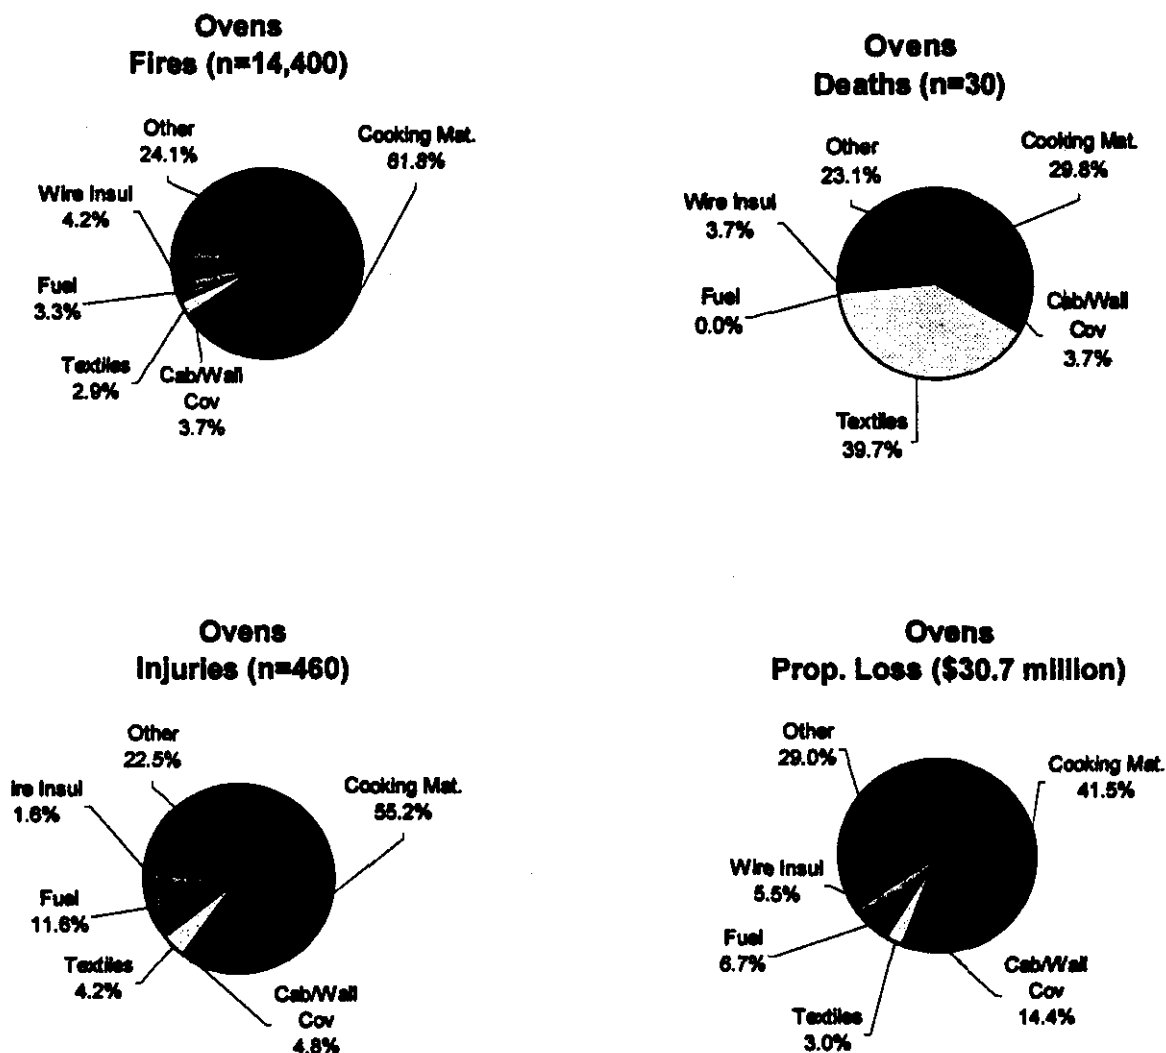 Ovens
Fires (n=14,400)
Other
24.1%
Cooking Mat.
61.8%
Wire Insul
4.2%
Fuel
3.3%
Textiles
2.9%
Cab/Wall
Cov
3.7%
Ovens
Deaths (n=30)
Other
23.1%
Cooking Mat.
29.8%
Wire Insul
3.7%
Fuel
0.0%
Cab/Wall
Cov
3.7%
Textiles
39.7%
Ovens
Injuries (n=460)
Other
22.5%
ire Insul
1.6%
Cooking Mat.
55.2%
Fuel
11.6%
Textiles
4.2%
Cab/Wall
Cov
4.8%
Ovens
Prop. Loss ($30.7 million)
Other
29.0%
Cooking Mat.
41.5%
Wire Insul
5.5%
Fuel
6.7%
Cab/Wall
Cov
14.4%
Textiles
3.0%